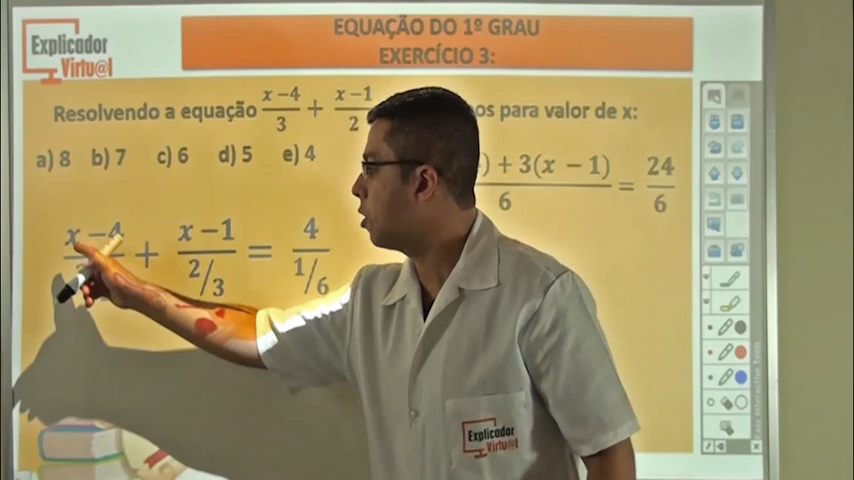 Explicador
Virtu@l
EQUAÇÃO DO 1º GRAU
EXERCÍCIO 3:
Resolvendo a equação x – 4/3 + x – 1/2 para valor de x:
a) 8 b) 7 c) 6 d) 5 e) 4
) + 3(x – 1)/6 = 24/6
x – 4 + x – 1/2/3 = 4/1/6
Explicador
Virtu@l